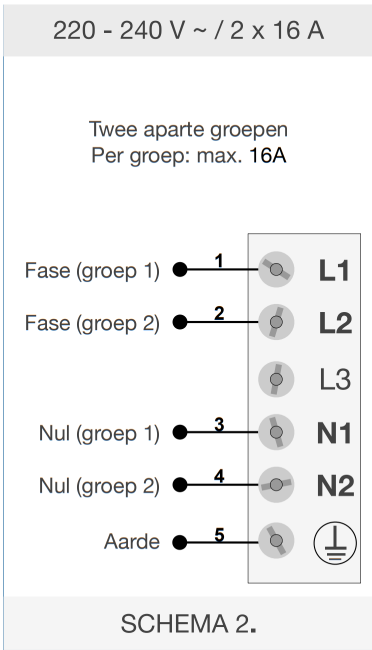 220 - 240 V ~ / 2 x 16 A
Twee aparte groepen
Per groep: max. 16A
Fase (groep 1) 1 L1
Fase (groep 2) 2 L2
L3
Nul (groep 1) 3 N1
Nul (groep 2) 4 N2
Aarde 5
SCHEMA 2.